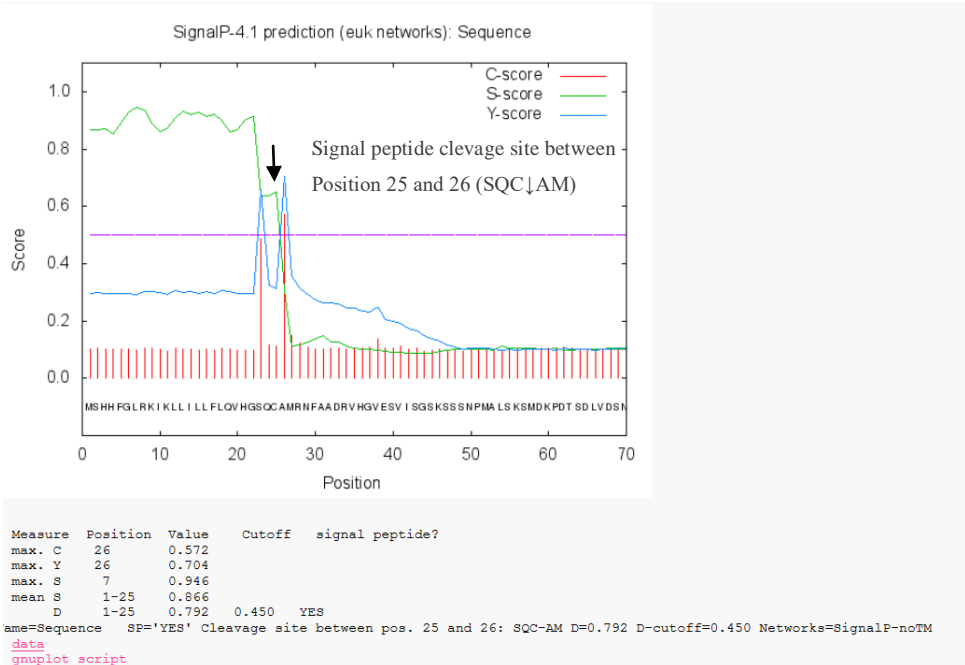 SignalP-4.1 prediction (euk networks): Sequence
C-score
S-score
Y-score
1.0
0.8
0.6
0.4
0.2
0.0
Score
Signal peptide clevage site between
Position 25 and 26 (SQC↓AM)
MSHHFGLRKIKLLILLFLQVHGSQCAMRNFAADRVHGVESVISGSKSSSNPMALSKSMDKPDTSDLVDSN
0 10 20 30 40 50 60 70
Position
Measure Position Value Cutoff signal peptide?
max. C 26 0.572
max. Y 26 0.704
max. S 7 0.946
mean S 1-25 0.866
D 1-25 0.792 0.450 YES
ame=Sequence SP='YES' Cleavage site between pos. 25 and 26: SQC-AM D=0.792 D-cutoff=0.450 Networks=SignalP-noTM
data
gnuplot script